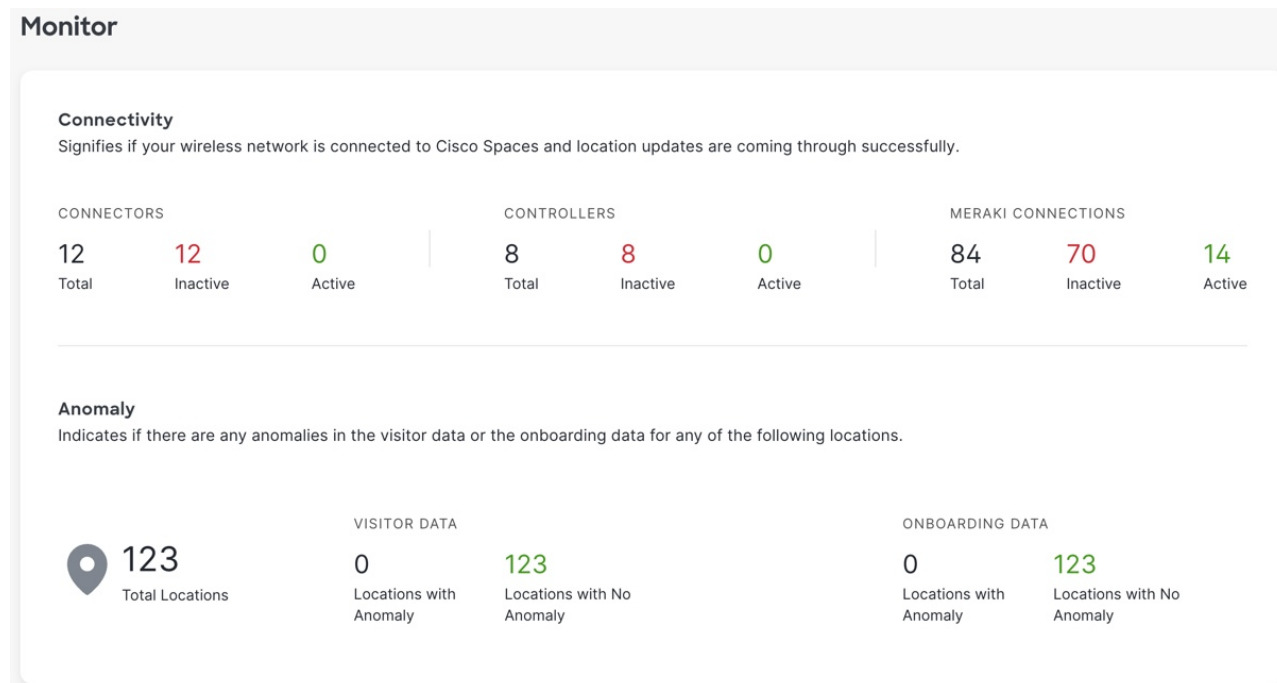 Monitor
Connectivity
Signifies if your wireless network is connected to Cisco Spaces and location updates are coming through successfully.
CONNECTORS
12 12 0
Total Inactive Active
CONTROLLERS
8 8 0
Total Inactive Active
MERAKI CONNECTIONS
84 70 14
Total Inactive Active
Anomaly
Indicates if there are any anomalies in the visitor data or the onboarding data for any of the following locations.
123
Total Locations
VISITOR DATA
0
Locations with
Anomaly
123
Locations with No
Anomaly
ONBOARDING DATA
0
Locations with
Anomaly
123
Locations with No
Anomaly